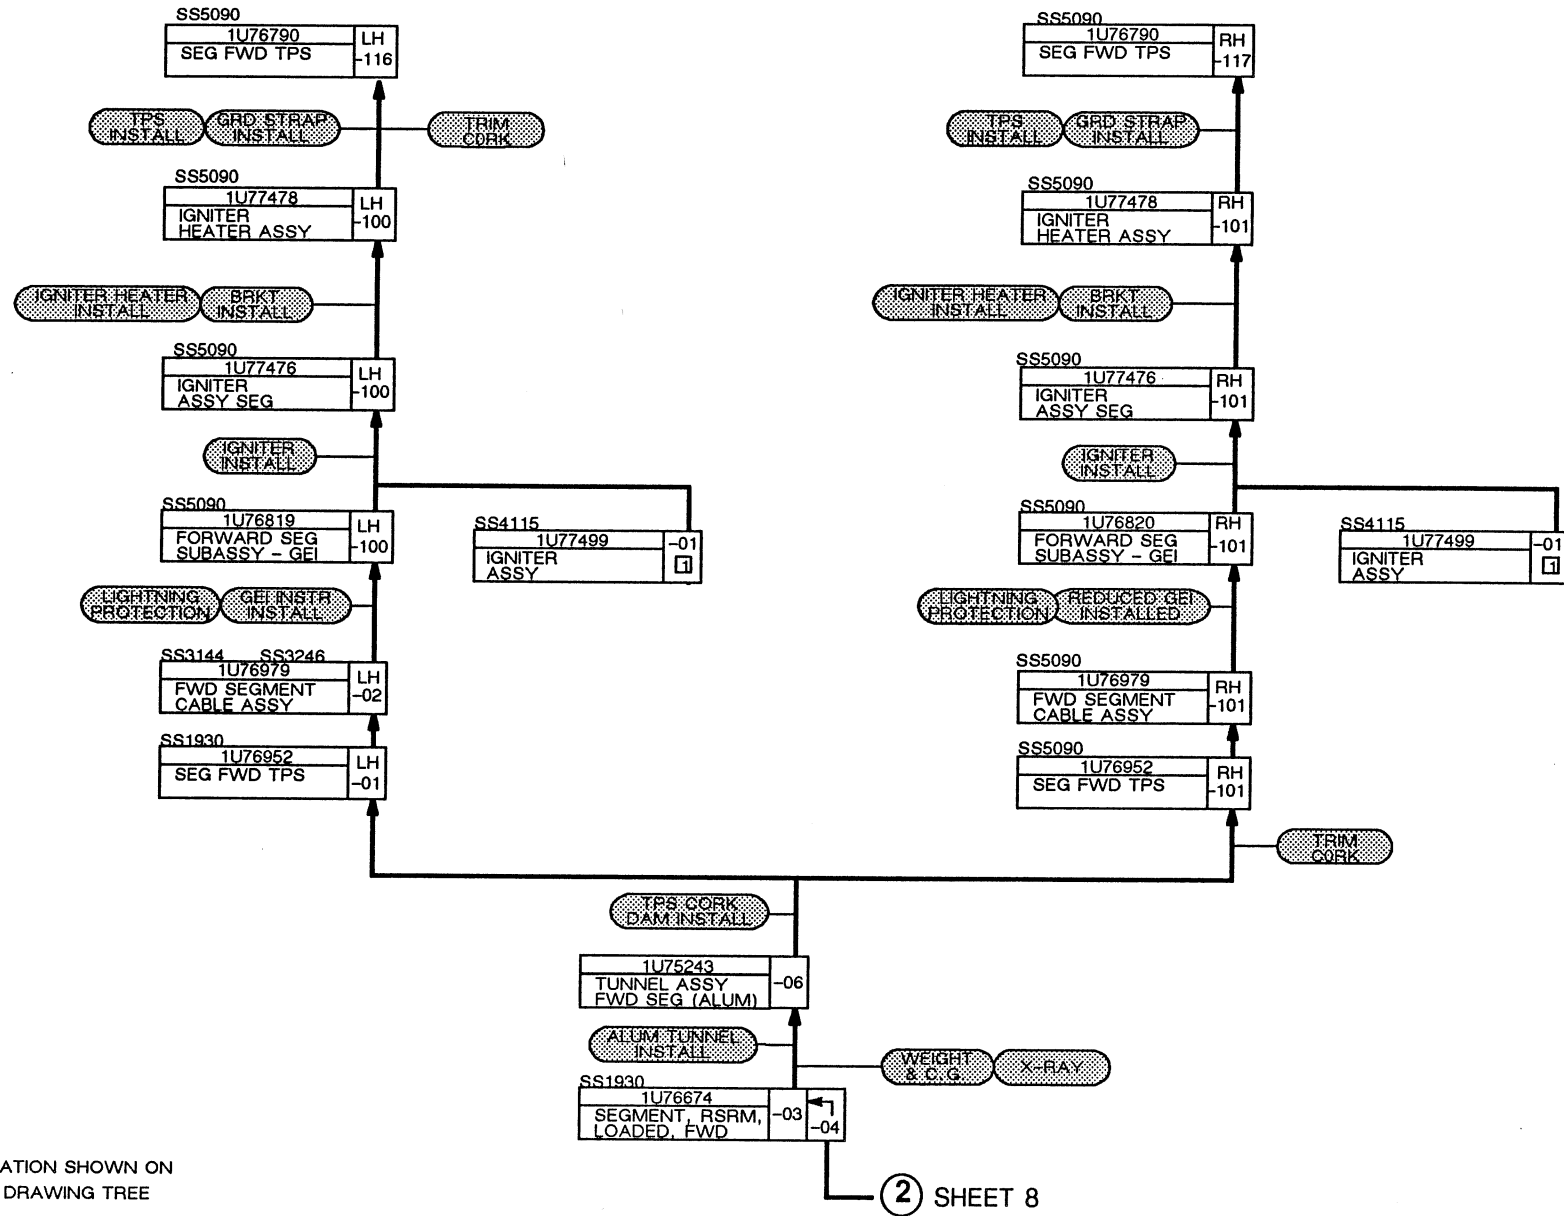 SS5090
1U76790
LH
SEG FWD TPS
-116
TPS
INSTALL
GRD STRAP
INSTALL
TRIM
CORK
SS5090
1U77478
LH
IGNITER
-100
HEATER ASSY
IGNITER HEATER
INSTALL
BRKT
INSTALL
SS5090
1U77476
LH
IGNITER
-100
ASSY SEG
IGNITER
INSTALL
SS5090
1U76819
LH
FORWARD SEG
-100
SUBASSY – GEI
SS4115
1U77499
-01
IGNITER
1
ASSY
LIGHTNING
PROTECTION
GEI INSTR
INSTALL
SS3144 SS3246
1U76979
LH
FWD SEGMENT
-02
CABLE ASSY
SS1930
1U76952
LH
SEG FWD TPS
-01
SS5090
1U76790
RH
SEG FWD TPS
-117
TPS
INSTALL
GRD STRAP
INSTALL
SS5090
1U77478
RH
IGNITER
-101
HEATER ASSY
IGNITER HEATER
INSTALL
BRKT
INSTALL
SS5090
1U77476
RH
IGNITER
-101
ASSY SEG
IGNITER
INSTALL
SS5090
1U76820
RH
FORWARD SEG
-101
SUBASSY – GEI
SS4115
1U77499
-01
IGNITER
1
ASSY
LIGHTNING
PROTECTION
REDUCED GEI
INSTALLED
SS5090
1U76979
RH
FWD SEGMENT
-101
CABLE ASSY
SS5090
1U76952
RH
SEG FWD TPS
-101
TRIM
CORK
TPS CORK
DAM INSTALL
1U75243
TUNNEL ASSY
-06
FWD SEG (ALUM)
ALUM TUNNEL
INSTALL
WEIGHT
& C.G
X-RAY
SS1930
1U76674
SEGMENT, RSRM,
-03
LOADED, FWD
-04
ATION SHOWN ON
DRAWING TREE
2 SHEET 8